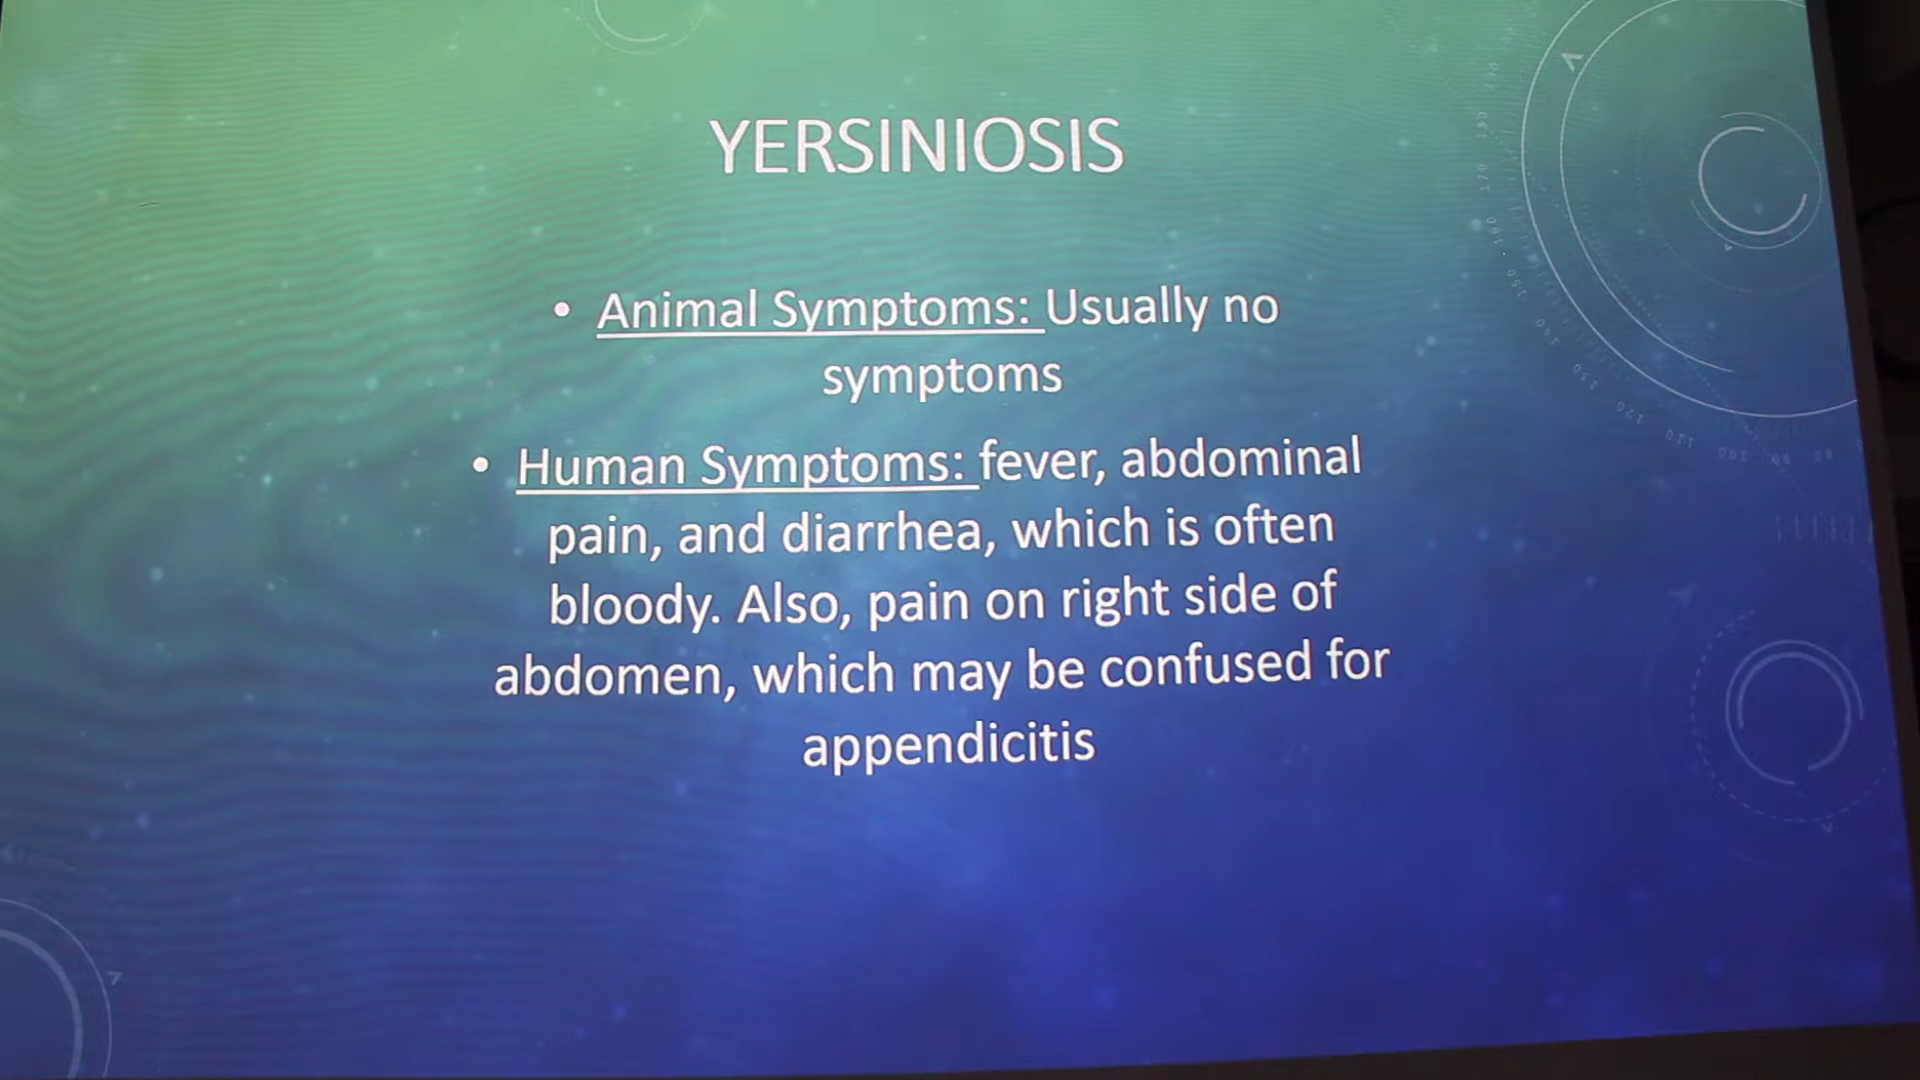 YERSINIOSIS
• Animal Symptoms: Usually no
symptoms
• Human Symptoms: fever, abdominal
pain, and diarrhea, which is often
bloody. Also, pain on right side of
abdomen, which may be confused for
appendicitis